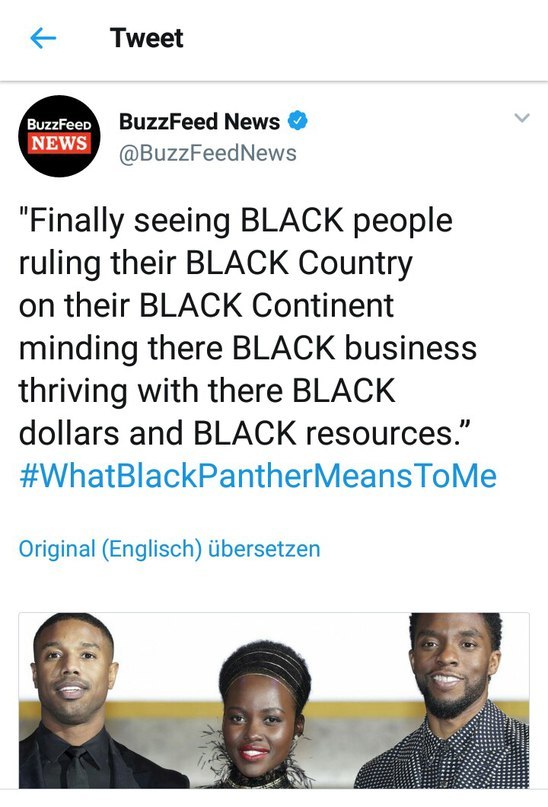 Tweet
BuzzFeed
NEWS
BuzzFeed News
@BuzzFeedNews
"Finally seeing BLACK people
ruling their BLACK Country
on their BLACK Continent
minding there BLACK business
thriving with there BLACK
dollars and BLACK resources.”
#WhatBlackPantherMeansToMe
Original (Englisch) übersetzen